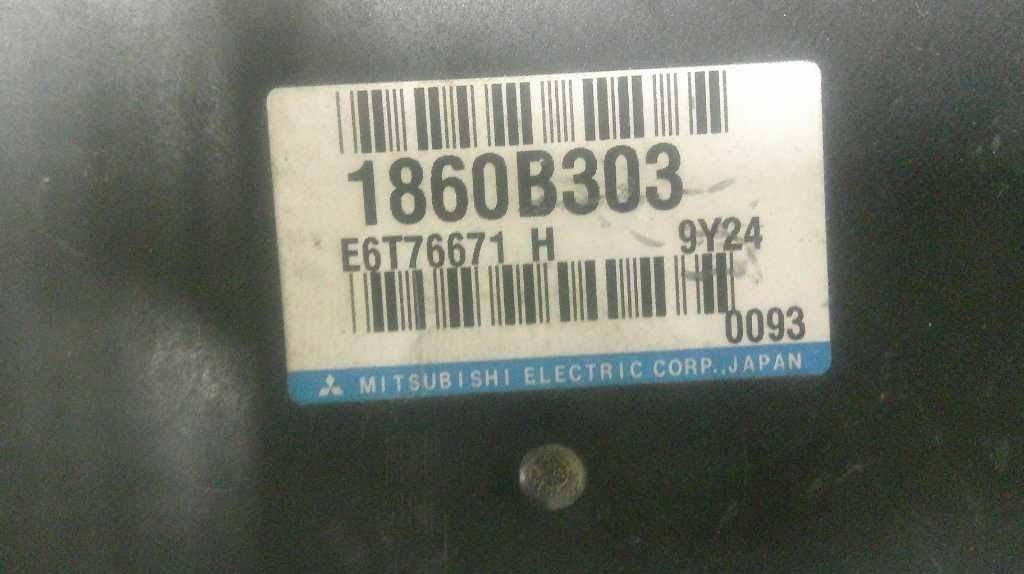 1860B303
E6T76671 H 9Y24
0093
MITSUBISHI ELECTRIC CORP.,JAPAN